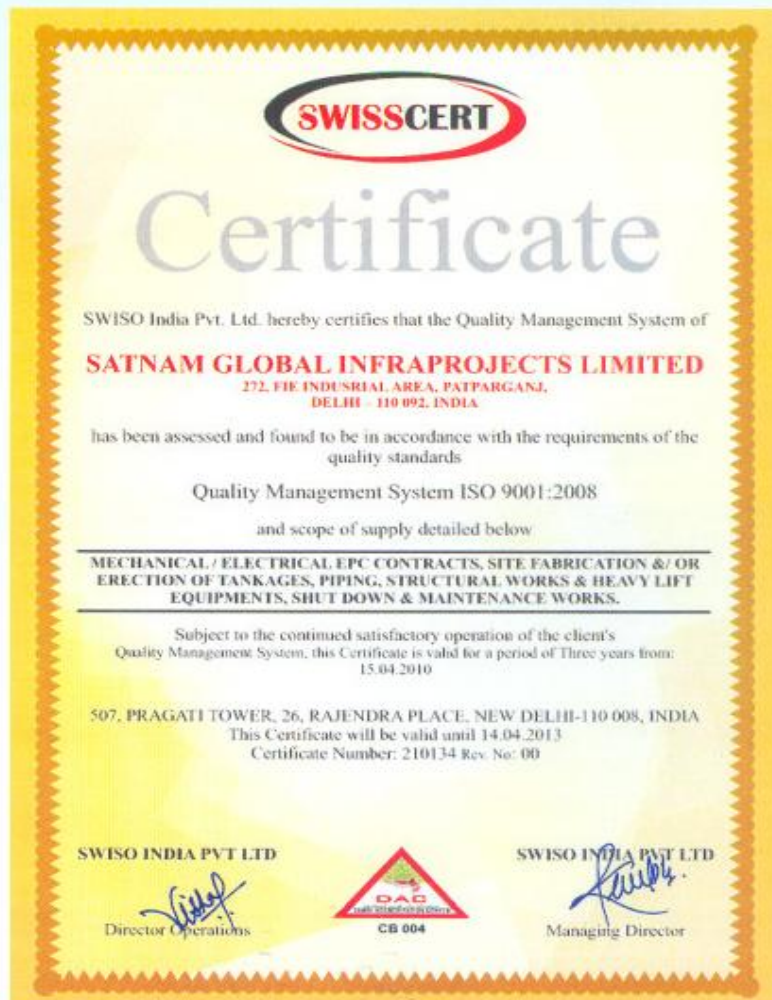 SWISSCERT
Certificate
SWISO India Pvt. Ltd. hereby certifies that the Quality Management System of
SATNAM GLOBAL INFRAPROJECTS LIMITED
272, FIE INDUSRIAL AREA, PATPARGANJ,
DELHI - 110 092, INDIA
has been assessed and found to be in accordance with the requirements of the
quality standards
Quality Management System ISO 9001:2008
and scope of supply detailed below
MECHANICAL / ELECTRICAL EPC CONTRACTS, SITE FABRICATION &/ OR
ERECTION OF TANKAGES, PIPING, STRUCTURAL WORKS & HEAVY LIFT
EQUIPMENTS, SHUT DOWN & MAINTENANCE WORKS.
Subject to the continued satisfactory operation of the client's
Quality Management System, this Certificate is valid for a period of Three years from:
15.04.2010
507, PRAGATI TOWER, 26, RAJENDRA PLACE, NEW DELHI-110 008, INDIA
This Certificate will be valid until 14.04.2013
Certificate Number: 210134 Rev. No: 00
SWISO INDIA PVT LTD
SWISO INDIA PVT LTD
DAC
CB 004
Director Operations
Managing Director